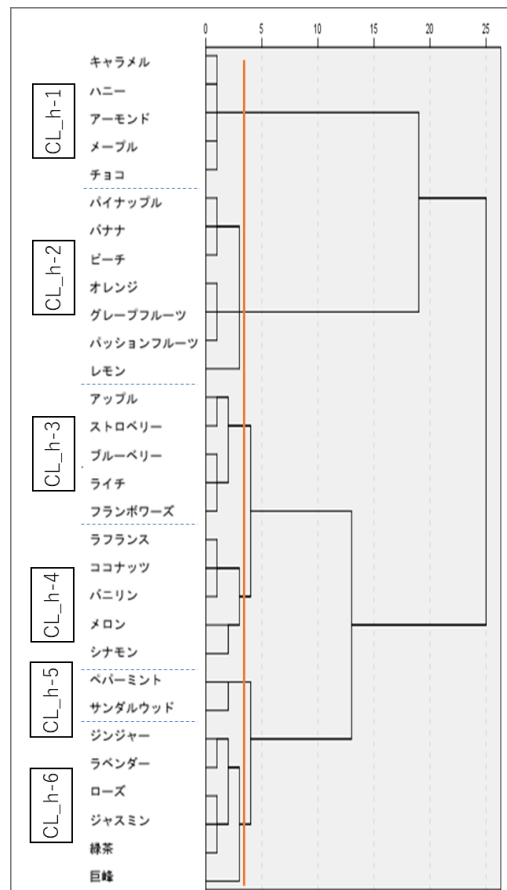 0 5 10 15 20 25
CL_h-1
キャラメル
ハニー
アーモンド
メープル
チョコ
CL_h-2
パイナップル
バナナ
ピーチ
オレンジ
グレープフルーツ
パッションフルーツ
レモン
CL_h-3
アップル
ストロベリー
ブルーベリー
ライチ
フランボワーズ
CL_h-4
ラフランス
ココナッツ
バニリン
メロン
シナモン
CL_h-5
ペパーミント
サンダルウッド
CL_h-6
ジンジャー
ラベンダー
ローズ
ジャスミン
緑茶
巨峰